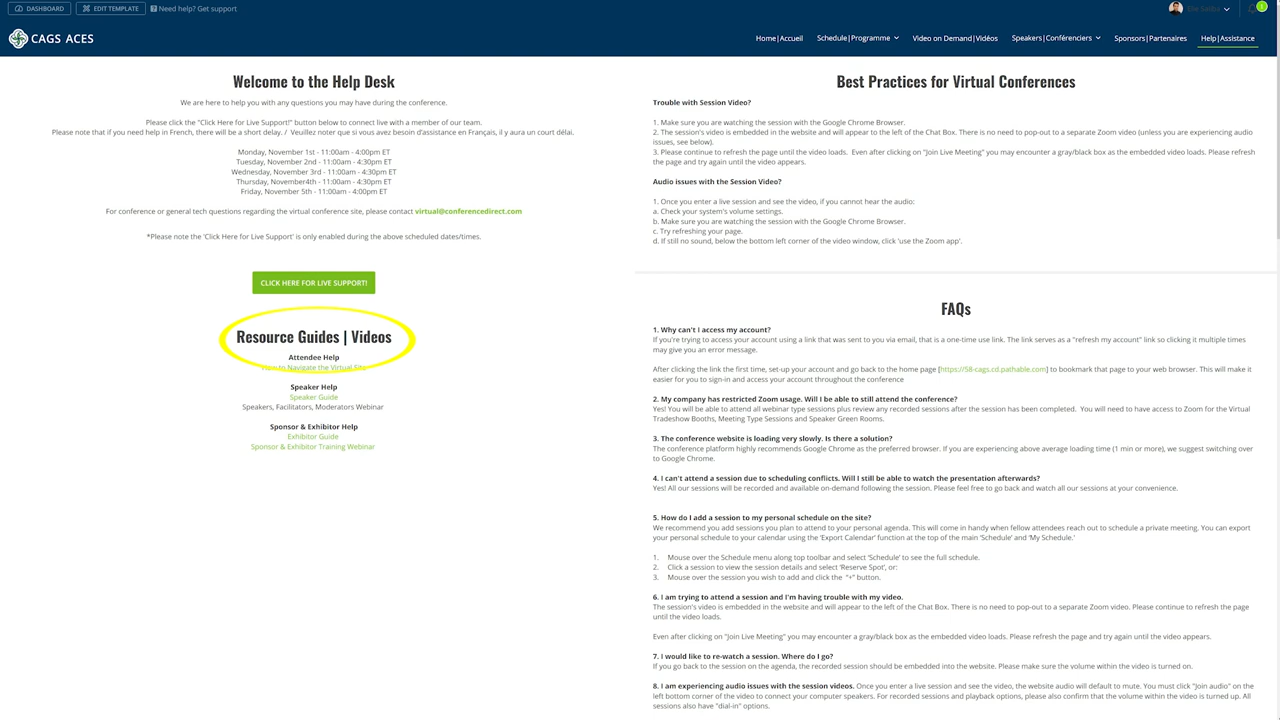 DASHBOARD EDIT TEMPLATE Need help? Get support
1
CAGS ACES Home|Accueil Schedule|Programme Video on Demand|Vidéos Speakers|Conférenciers Sponsors|Partenaires Help|Assistance
Welcome to the Help Desk
We are here to help you with any questions you may have during the conference.
Please click the "Click Here for Live Support!" button below to connect live with a member of our team.
Please note that if you need help in French, there will be a short delay. / Veuillez noter que si vous avez besoin d'assistance en Français, il y aura un court délai.
Monday, November 1st - 11:00am - 4:00pm ET
Tuesday, November 2nd - 11:00am - 4:30pm ET
Wednesday, November 3rd - 11:00am - 4:30pm ET
Thursday, November4th - 11:00am - 4:30pm ET
Friday, November 5th - 11:00am - 4:00pm ET
For conference or general tech questions regarding the virtual conference site, please contact virtual@conferencedirect.com
*Please note the 'Click Here for Live Support' is only enabled during the above scheduled dates/times.
CLICK HERE FOR LIVE SUPPORT!
Resource Guides | Videos
Attendee Help
How to Navigate the Virtual Site
Speaker Help
Speaker Guide
Speakers, Facilitators, Moderators Webinar
Sponsor & Exhibitor Help
Exhibitor Guide
Sponsor & Exhibitor Training Webinar
Best Practices for Virtual Conferences
Trouble with Session Video?
1. Make sure you are watching the session with the Google Chrome Browser.
2. The session's video is embedded in the website and will appear to the left of the Chat Box. There is no need to pop-out to a separate Zoom video (unless you are experiencing audio
issues, see below).
3. Please continue to refresh the page until the video loads. Even after clicking on "Join Live Meeting" you may encounter a gray/black box as the embedded video loads. Please refresh
the page and try again until the video appears.
Audio issues with the Session Video?
1. Once you enter a live session and see the video, if you cannot hear the audio:
a. Check your system's volume settings.
b. Make sure you are watching the session with the Google Chrome Browser.
c. Try refreshing your page.
d. If still no sound, below the bottom left corner of the video window, click 'use the Zoom app'.
FAQs
1. Why can't I access my account?
If you're trying to access your account using a link that was sent to you via email, that is a one-time use link. The link serves as a "refresh my account" link so clicking it multiple times
may give you an error message.
After clicking the link the first time, set-up your account and go back to the home page [https://58-cags.cd.pathable.com] to bookmark that page to your web browser. This will make it
easier for you to sign-in and access your account throughout the conference
2. My company has restricted Zoom usage. Will I be able to still attend the conference?
Yes! You will be able to attend all webinar type sessions plus review any recorded sessions after the session has been completed. You will need to have access to Zoom for the Virtual
Tradeshow Booths, Meeting Type Sessions and Speaker Green Rooms.
3. The conference website is loading very slowly. Is there a solution?
The conference platform highly recommends Google Chrome as the preferred browser. If you are experiencing above average loading time (1 min or more), we suggest switching over
to Google Chrome.
4. I can't attend a session due to scheduling conflicts. Will I still be able to watch the presentation afterwards?
Yes! All our sessions will be recorded and available on-demand following the session. Please feel free to go back and watch all our sessions at your convenience.
5. How do I add a session to my personal schedule on the site?
We recommend you add sessions you plan to attend to your personal agenda. This will come in handy when fellow attendees reach out to schedule a private meeting. You can export
your personal schedule to your calendar using the 'Export Calendar' function at the top of the main 'Schedule' and 'My Schedule.'
1. Mouse over the Schedule menu along top toolbar and select 'Schedule' to see the full schedule.
2. Click a session to view the session details and select 'Reserve Spot', or:
3. Mouse over the session you wish to add and click the "+" button.
6. I am trying to attend a session and I'm having trouble with my video.
The session's video is embedded in the website and will appear to the left of the Chat Box. There is no need to pop-out to a separate Zoom video. Please continue to refresh the page
until the video loads.
Even after clicking on "Join Live Meeting" you may encounter a gray/black box as the embedded video loads. Please refresh the page and try again until the video appears.
7. I would like to re-watch a session. Where do I go?
If you go back to the session on the agenda, the recorded session should be embedded into the website. Please make sure the volume within the video is turned on.
8. I am experiencing audio issues with the session videos. Once you enter a live session and see the video, the website audio will default to mute. You must click "Join audio" on the
left bottom corner of the video to connect your computer speakers. For recorded sessions and playback options, please also confirm that the volume within the video is turned up. All
sessions also have "dial-in" options.